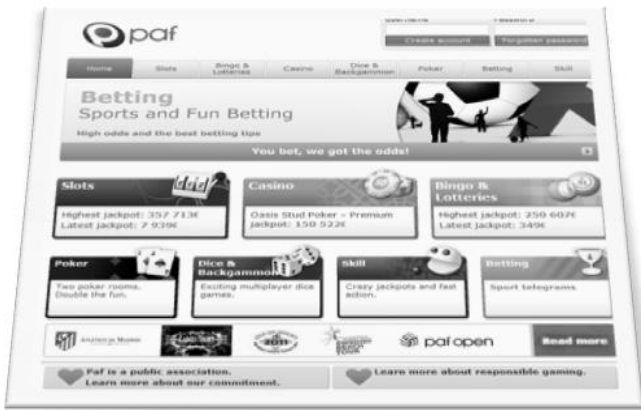 paf
Create account
Forgotten password
Home
Slots
Bingo &
Lotteries
Casino
Dice &
Backgammon
Poker
Betting
Skill
Betting
Sports and Fun Betting
High odds and the best betting tips
You bet, we got the odds!
Slots
Highest jackpot: 357 713€
Latest jackpot: 7 939€
Casino
Oasis Stud Poker - Premium
jackpot: 150 522€
Bingo &
Lotteries
Highest jackpot: 250 607€
Latest jackpot: 349€
Poker
Two poker rooms.
Double the fun.
Dice &
Backgammon
Exciting multiplayer dice
games.
Skill
Crazy jackpots and fast
action.
Betting
Sport telegrams
ATLETICO DE MADRID
2011
paf open
Read more
Paf is a public association.
Learn more about our commitment.
Learn more about responsible gaming.